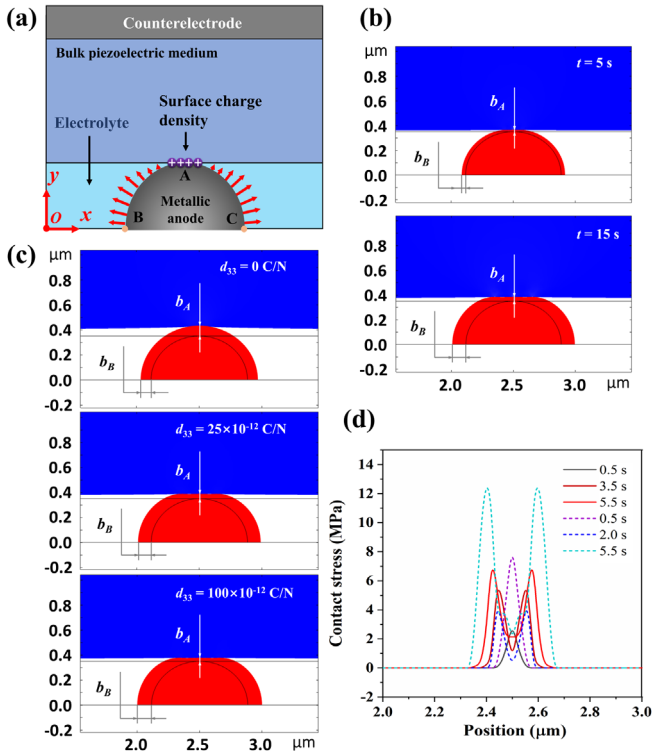 (a)
Counterelectrode
Bulk piezoelectric medium
Surface charge
density
Electrolyte
A
y
Metallic
anode
B
C
O
x
(b)
μm
0.8
0.6
0.4
0.2
0.0
-0.2
t = 5 s
b_A
b_B
0.8
0.6
0.4
0.2
0.0
-0.2
t = 15 s
b_A
b_B
2.0
2.5
3.0
μm
(c)
μm
0.8
0.6
0.4
0.2
0.0
-0.2
d₃₃ = 0 C/N
b_A
b_B
0.8
0.6
0.4
0.2
0.0
-0.2
d₃₃ = 25×10⁻¹² C/N
b_A
b_B
0.8
0.6
0.4
0.2
0.0
-0.2
d₃₃ = 100×10⁻¹² C/N
b_A
b_B
2.0
2.5
3.0
μm
(d)
Contact stress (MPa)
14
12
10
8
6
4
2
0
-2
0.5 s
3.5 s
5.5 s
0.5 s
2.0 s
5.5 s
2.0 2.2 2.4 2.6 2.8 3.0
Position (μm)